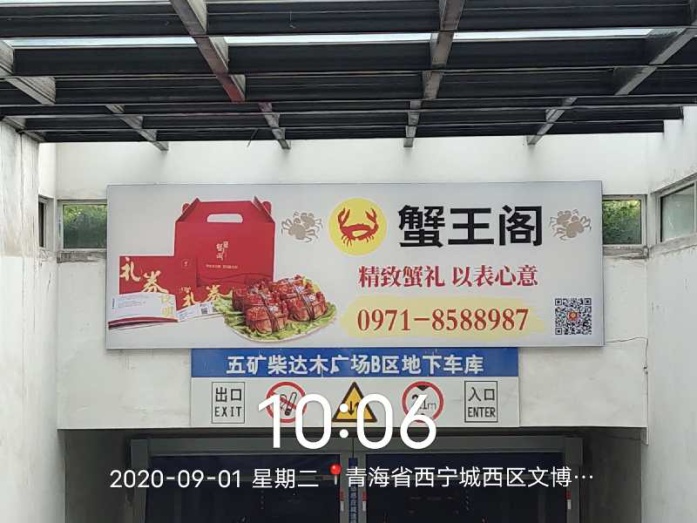 蟹王阁
精致蟹礼 以表心意
0971-8588987
礼券
礼券
五矿柴达木广场B区地下车库
出口
EXIT
入口
ENTER
10:06
2020-09-01 星期二 青海省西宁城西区文博…